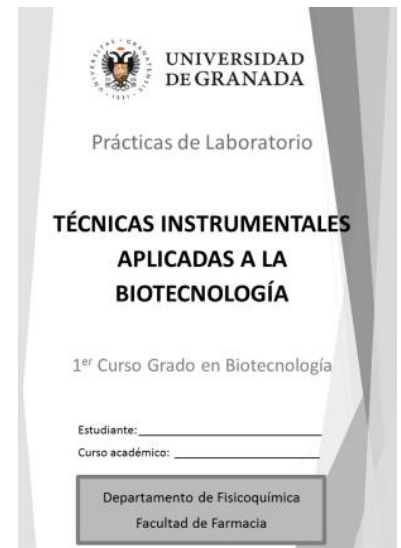 UNIVERSIDAD
DE GRANADA
Prácticas de Laboratorio
TÉCNICAS INSTRUMENTALES
APLICADAS A LA
BIOTECNOLOGÍA
1er Curso Grado en Biotecnología
Estudiante:
Curso académico:
Departamento de Fisicoquímica
Facultad de Farmacia